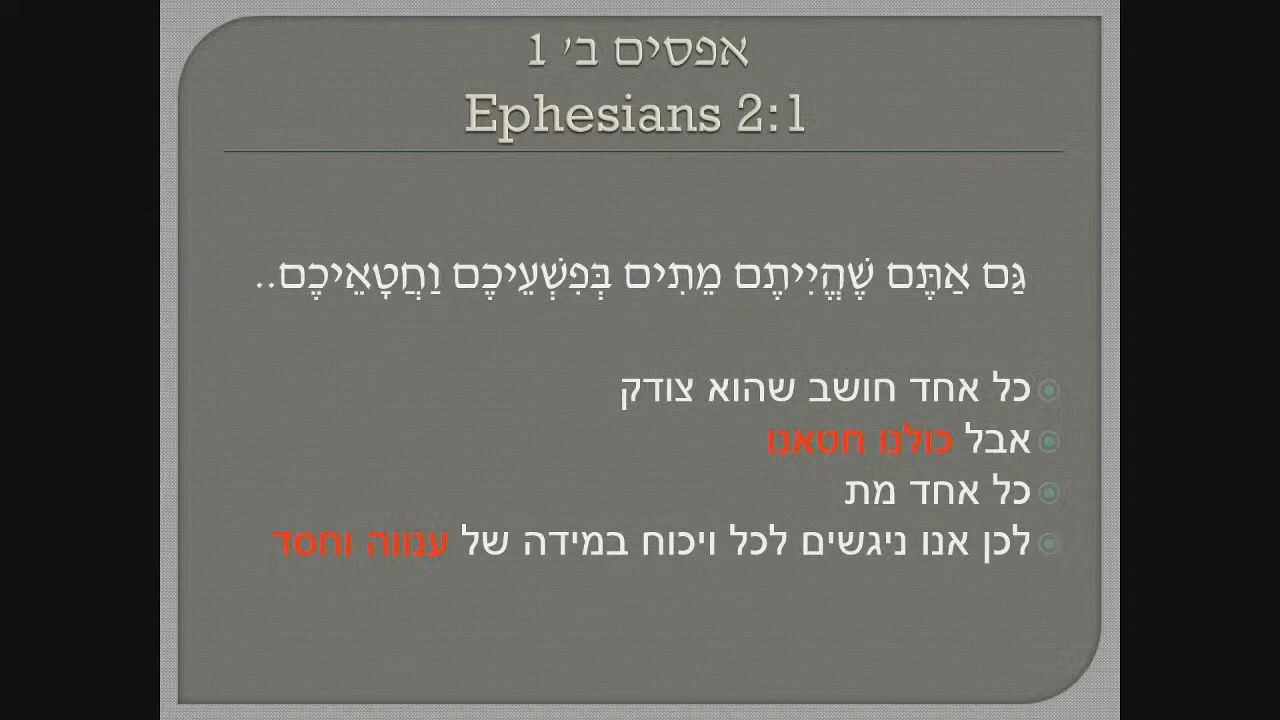 אפסים ב׳ 1
Ephesians 2:1
גַּם אַתֶּם שֶׁהֱיִיתֶם מֵתִים בְּפִשְׁעֵיכֶם וַחֲטָאֵיכֶם..
כל אחד חושב שהוא צודק
אבל כולנו חטאנו
כל אחד מת
לכן אנו ניגשים לכל ויכוח במידה של ענווה וחסד